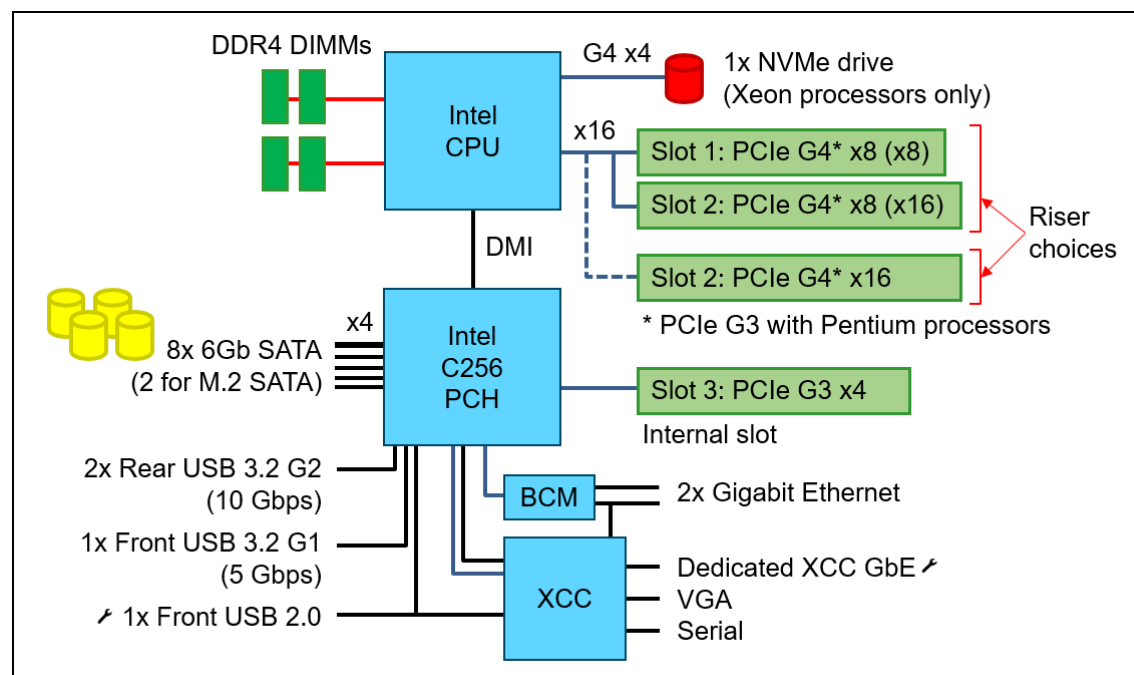 DDR4 DIMMs
Intel
CPU
G4 x4
1x NVMe drive
(Xeon processors only)
x16
Slot 1: PCIe G4* x8 (x8)
Slot 2: PCIe G4* x8 (x16)
Riser
choices
DMI
Slot 2: PCIe G4* x16
* PCIe G3 with Pentium processors
x4
8x 6Gb SATA
(2 for M.2 SATA)
Intel
C256
PCH
Slot 3: PCIe G3 x4
Internal slot
2x Rear USB 3.2 G2
(10 Gbps)
BCM
2x Gigabit Ethernet
1x Front USB 3.2 G1
(5 Gbps)
1x Front USB 2.0
XCC
Dedicated XCC GbE
VGA
Serial